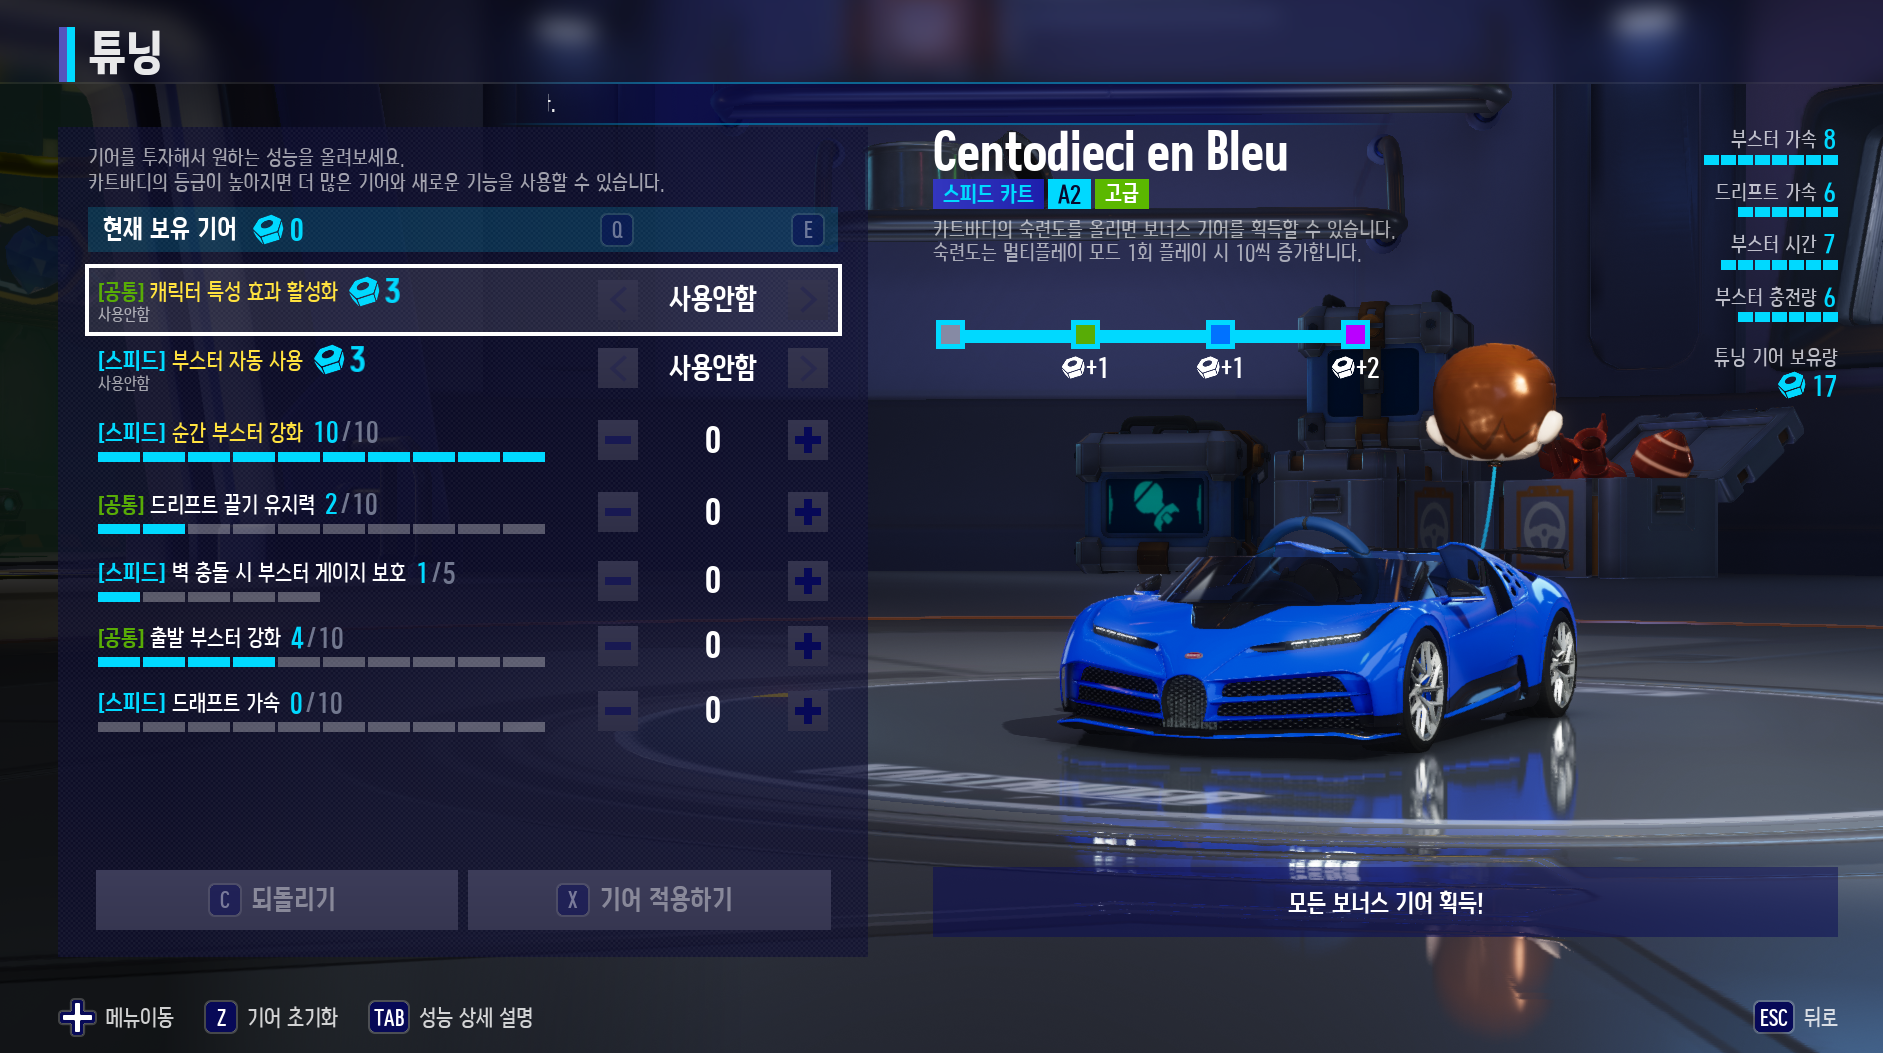 튜닝
기어를 투자해서 원하는 성능을 올려보세요.
카트바디의 등급이 높아지면 더 많은 기어와 새로운 기능을 사용할 수 있습니다.
현재 보유 기어 0 Q E
[공통] 캐릭터 특성 효과 활성화 3
사용안함
< 사용안함 >
[스피드] 부스터 자동 사용 3
사용안함
< 사용안함 >
[스피드] 순간 부스터 강화 10/10
0
[공통] 드리프트 끌기 유지력 2/10
0
[스피드] 벽 충돌 시 부스터 게이지 보호 1/5
0
[공통] 출발 부스터 강화 4/10
0
[스피드] 드래프트 가속 0/10
0
C 되돌리기
X 기어 적용하기
Centodieci en Bleu
스피드 카트 A2 고급
카트바디의 숙련도를 올리면 보너스 기어를 획득할 수 있습니다.
숙련도는 멀티플레이 모드 1회 플레이 시 10씩 증가합니다.
+1 +1 +2
부스터 가속 8
드리프트 가속 6
부스터 시간 7
부스터 충전량 6
튜닝 기어 보유량
17
모든 보너스 기어 획득!
메뉴이동 Z 기어 초기화 TAB 성능 상세 설명
ESC 뒤로